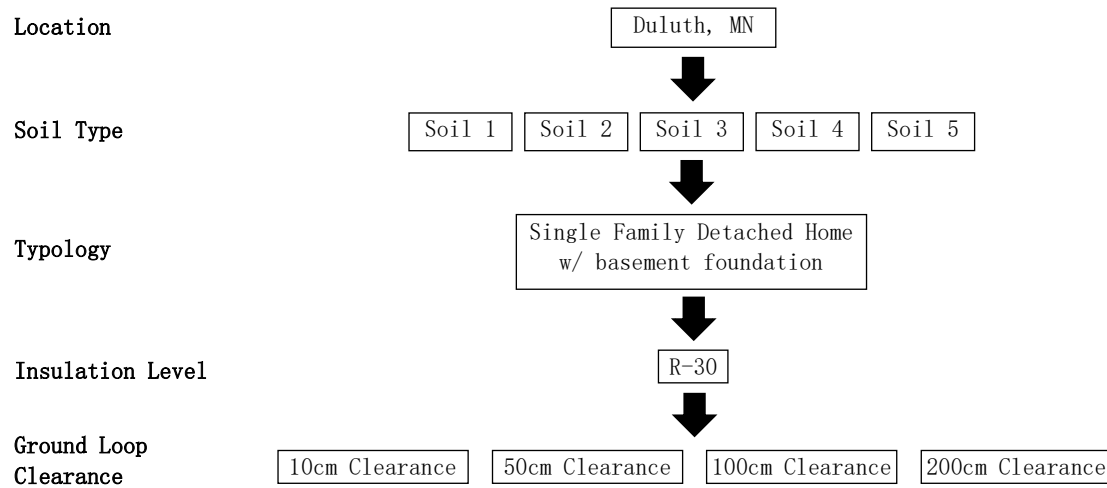 Location
Duluth, MN
Soil Type
Soil 1 Soil 2 Soil 3 Soil 4 Soil 5
Typology
Single Family Detached Home
w/ basement foundation
Insulation Level
R-30
Ground Loop
Clearance
10cm Clearance 50cm Clearance 100cm Clearance 200cm Clearance